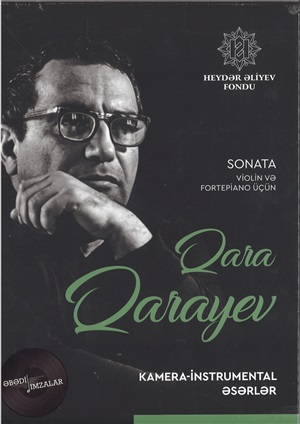 HEYDƏR ƏLİYEV
FONDU
SONATA
VİOLİN VƏ
FORTEPİANO ÜÇÜN
Qara
Qarayev
ƏBƏDİ
İMZALAR
KAMERA-İNSTRUMENTAL
ƏSƏRLƏR